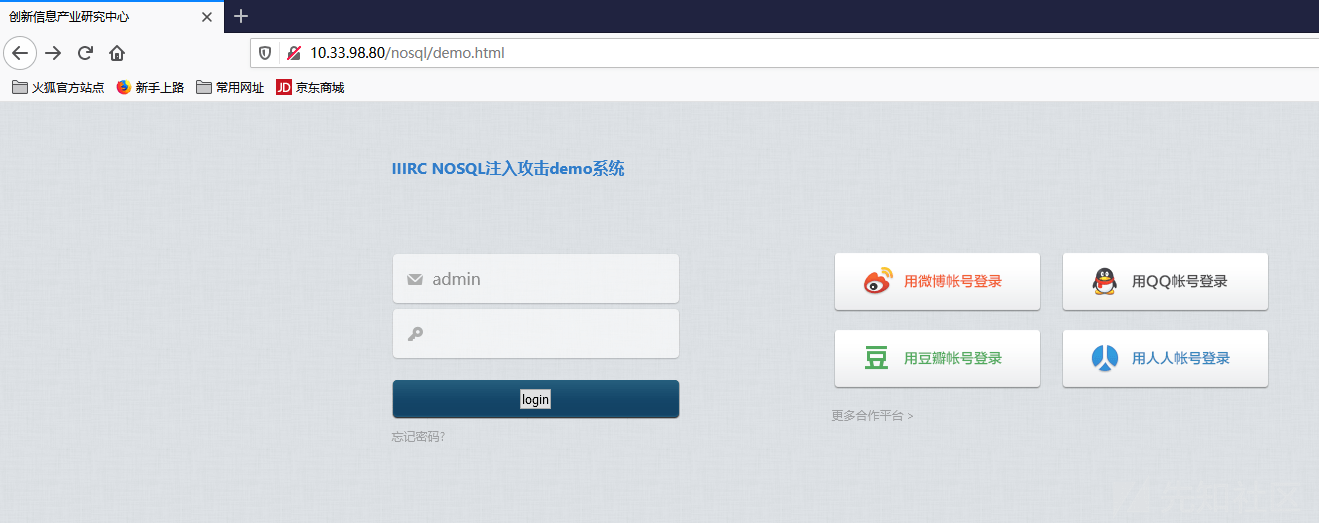 创新信息产业研究中心
10.33.98.80/nosql/demo.html
火狐官方站点 新手上路 常用网址 JD 京东商城
IIIRC NOSQL注入攻击demo系统
admin
用微博帐号登录 用QQ帐号登录
login
豆 用豆瓣帐号登录 用人人帐号登录
忘记密码?
更多合作平台 >